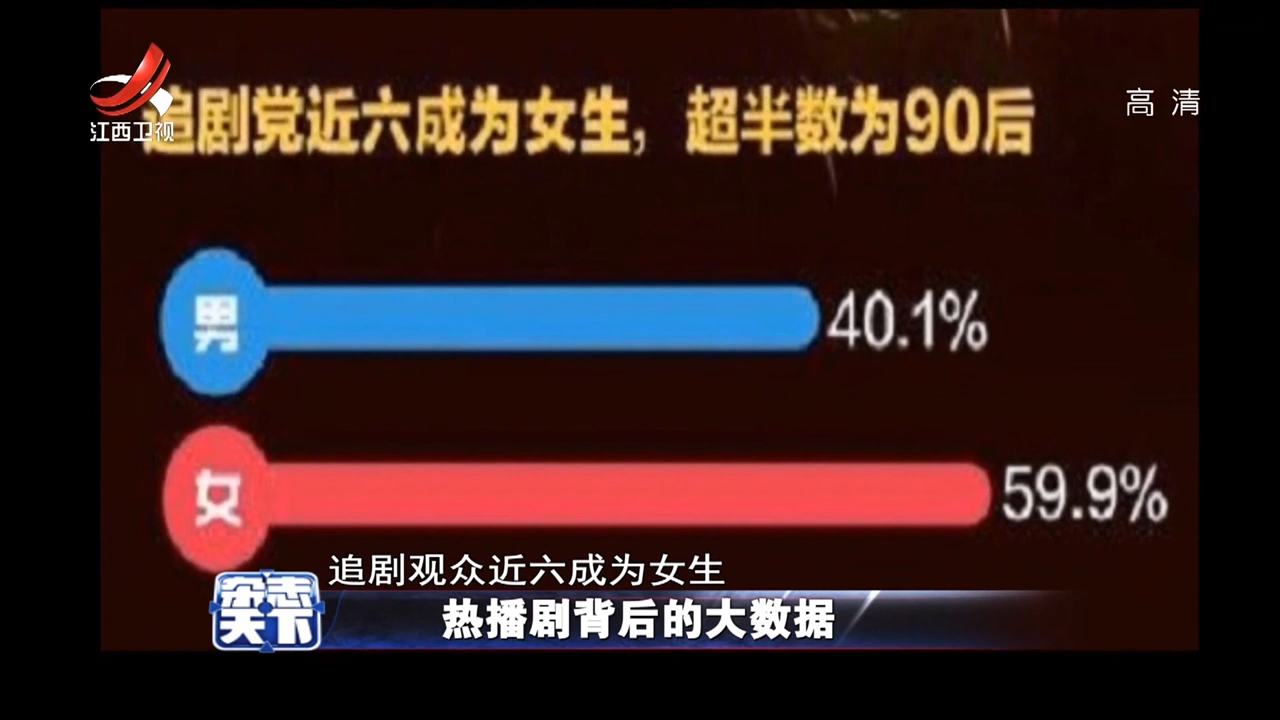 追剧党近六成为女生，超半数为90后
江西卫视
高清
男 40.1%
女 59.9%
追剧观众近六成为女生
杂志天下
热播剧背后的大数据